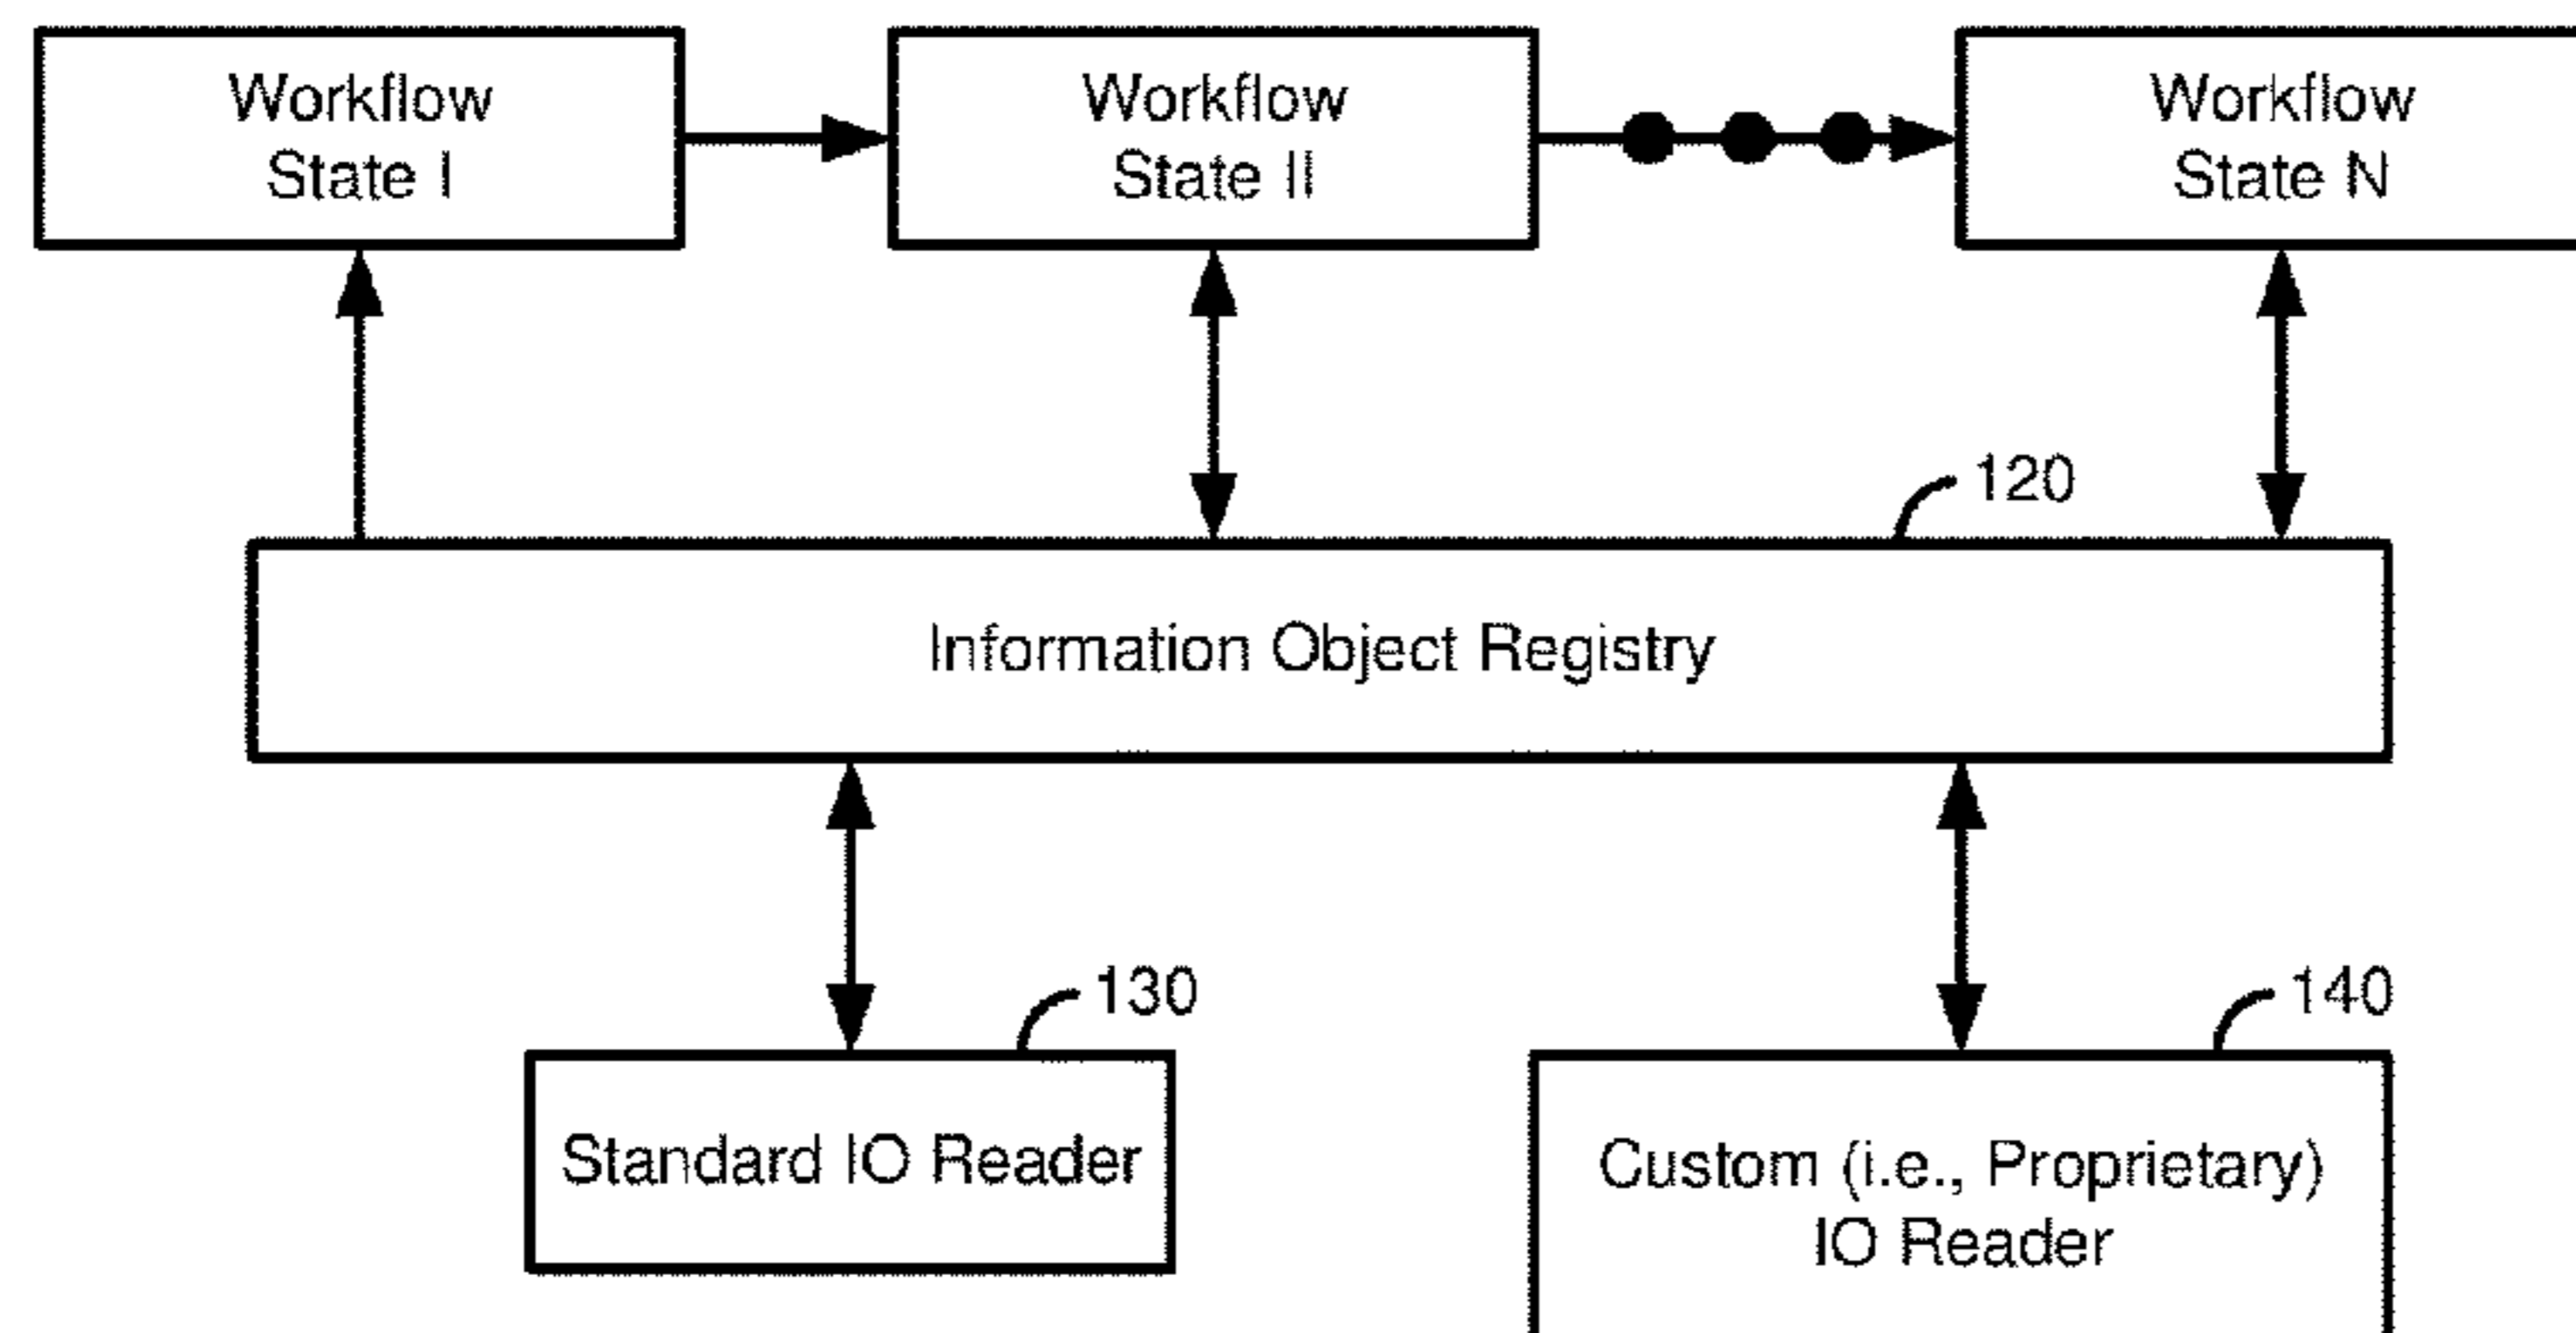 Workflow
State I
Workflow
State II
Workflow
State N
120
Information Object Registry
130
140
Standard IO Reader
Custom (i.e., Proprietary)
IO Reader